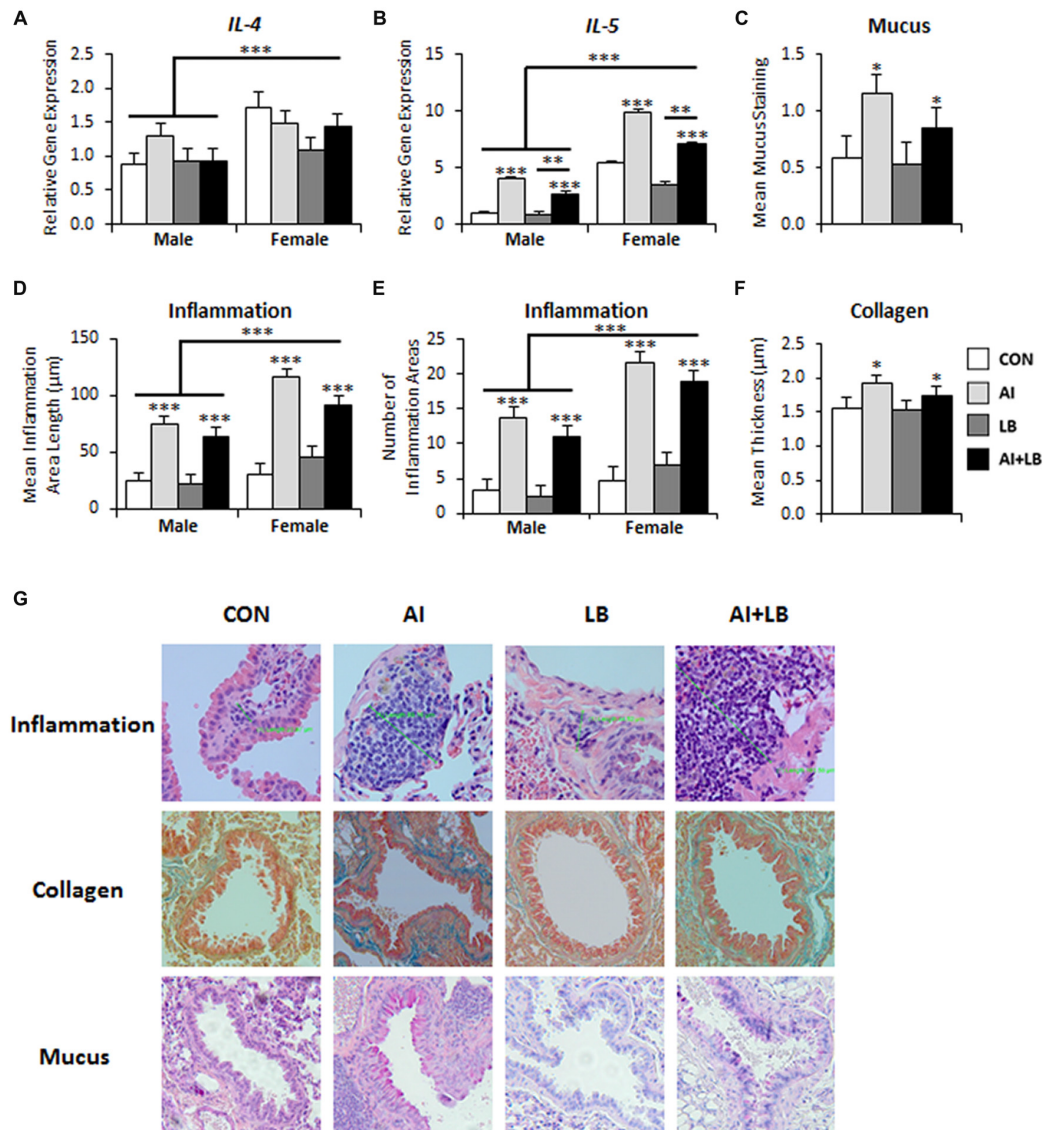 A
IL-4
Relative Gene Expression
2.5
2.0
1.5
1.0
0.5
0.0
***
Male
Female
B
IL-5
Relative Gene Expression
15
10
5
0
***
***
**
***
***
**
***
Male
Female
C
Mucus
Mean Mucus Staining
1.5
1.0
0.5
0.0
*
*
D
Inflammation
Mean Inflammation
Area Length (µm)
150
100
50
0
***
***
***
***
***
Male
Female
E
Inflammation
Number of
Inflammation Areas
25
20
15
10
5
0
***
***
***
***
***
Male
Female
F
Collagen
Mean Thickness (µm)
2.5
2.0
1.5
1.0
0.5
0.0
*
*
CON
AI
LB
AI+LB
G
CON
AI
LB
AI+LB
Inflammation
Collagen
Mucus